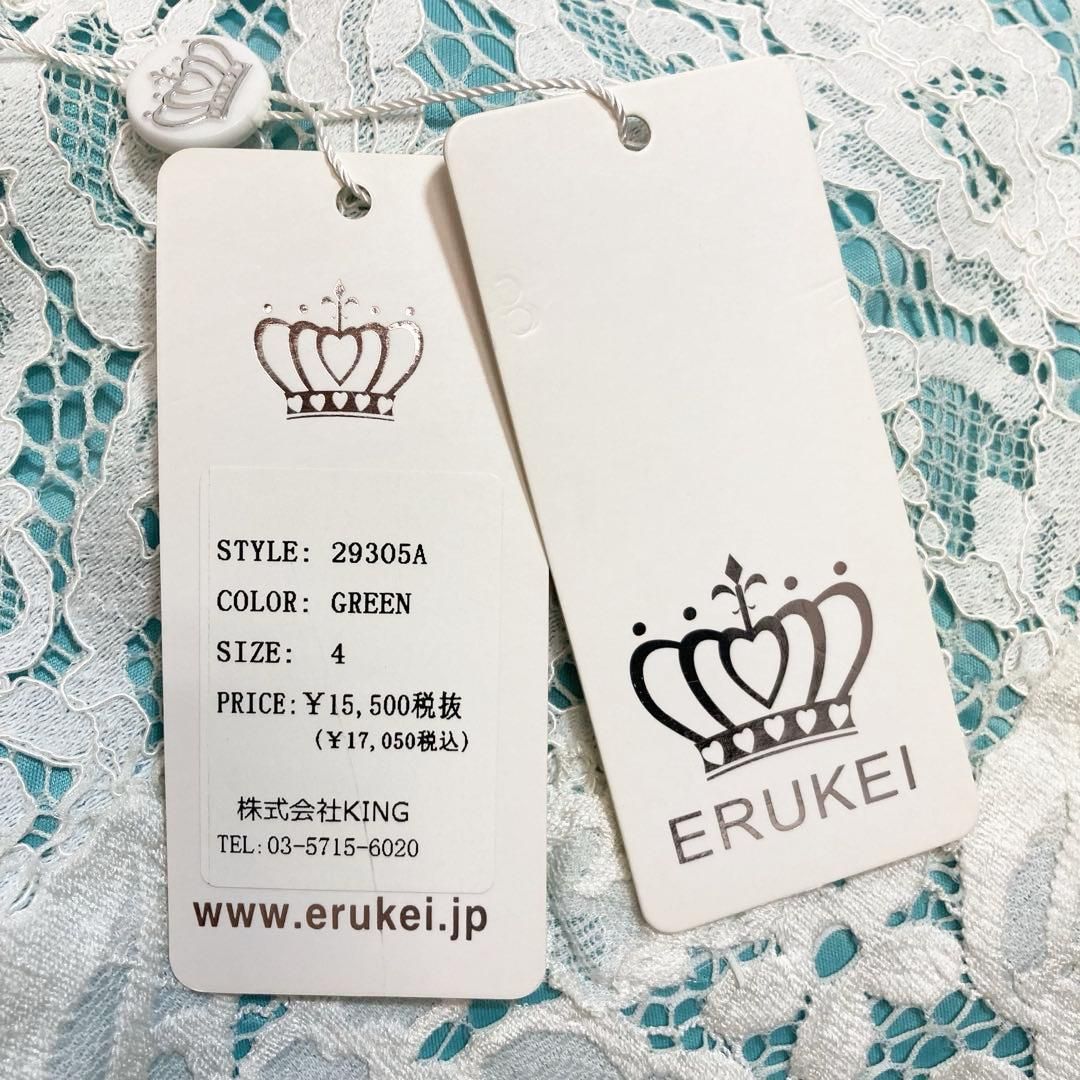 STYLE: 29305A
COLOR: GREEN
SIZE: 4
PRICE:¥15,500税抜
(¥17,050税込)
株式会社KING
TEL:03-5715-6020
www.erukei.jp
ERUKEI